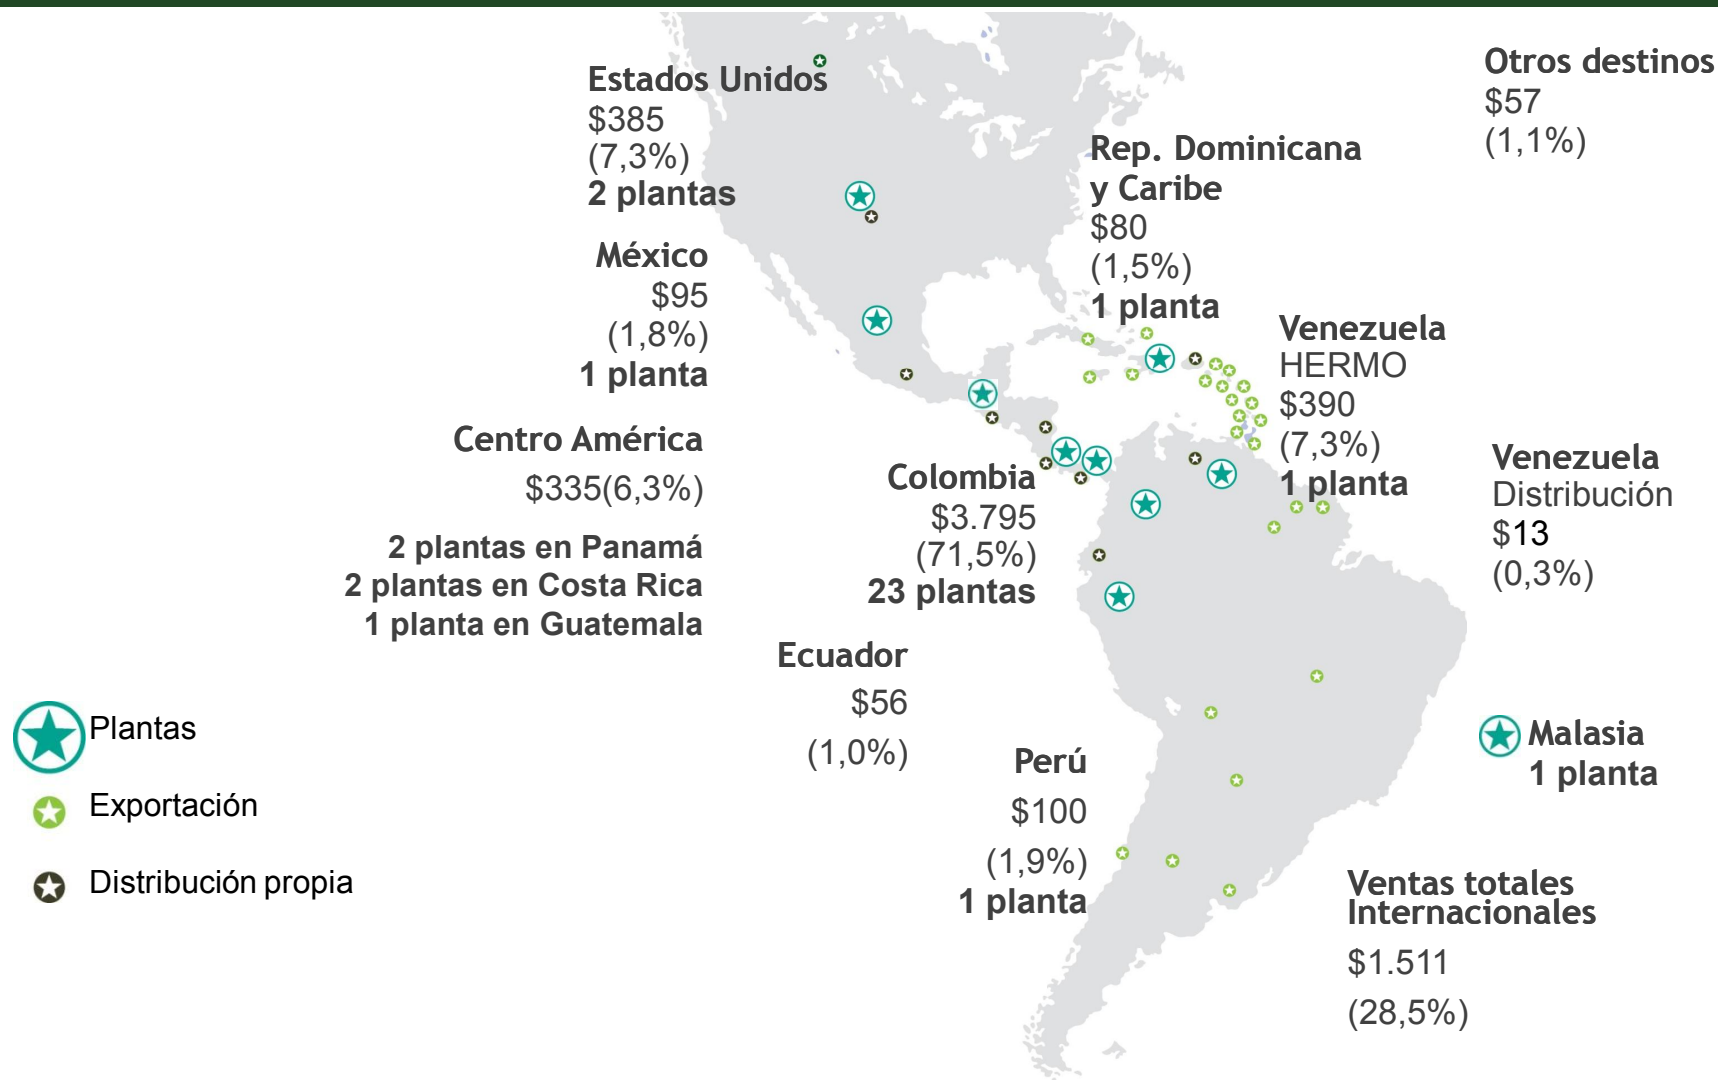 Estados Unidos
$385
(7,3%)
2 plantas
México
$95
(1,8%)
1 planta
Centro América
$335(6,3%)
2 plantas en Panamá
2 plantas en Costa Rica
1 planta en Guatemala
Colombia
$3.795
(71,5%)
23 plantas
Ecuador
$56
(1,0%)
Perú
$100
(1,9%)
1 planta
Rep. Dominicana
y Caribe
$80
(1,5%)
1 planta
Venezuela
HERMO
$390
(7,3%)
1 planta
Otros destinos
$57
(1,1%)
Venezuela
Distribución
$13
(0,3%)
Malasia
1 planta
Ventas totales
Internacionales
$1.511
(28,5%)
Plantas
Exportación
Distribución propia